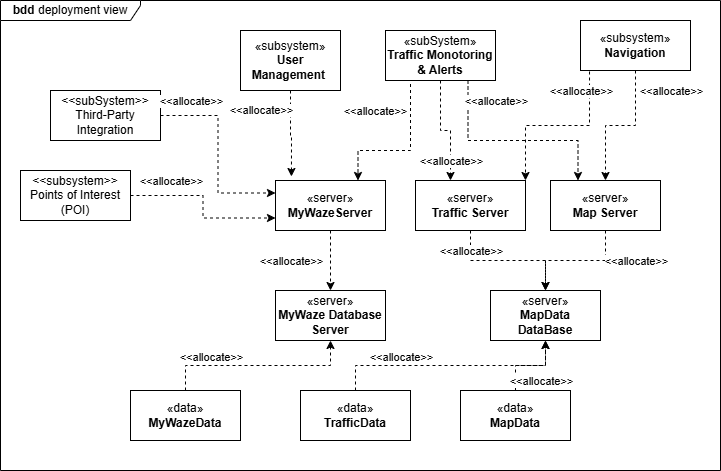 bdd deployment view
«subsystem»
User
Management
«subSystem»
Traffic Monotoring
& Alerts
«subsystem»
Navigation
<<subSystem>>
Third-Party
Integration
<<allocate>>
<<allocate>>
<<allocate>>
<<allocate>>
<<allocate>>
<<allocate>>
<<allocate>>
<<allocate>>
<<subsystem>>
Points of Interest
(POI)
<<allocate>>
«server»
MyWazeServer
«server»
Traffic Server
«server»
Map Server
<<allocate>>
<<allocate>>
<<allocate>>
«server»
MyWaze Database
Server
«server»
MapData
DataBase
<<allocate>>
<<allocate>>
<<allocate>>
«data»
MyWazeData
«data»
TrafficData
«data»
MapData